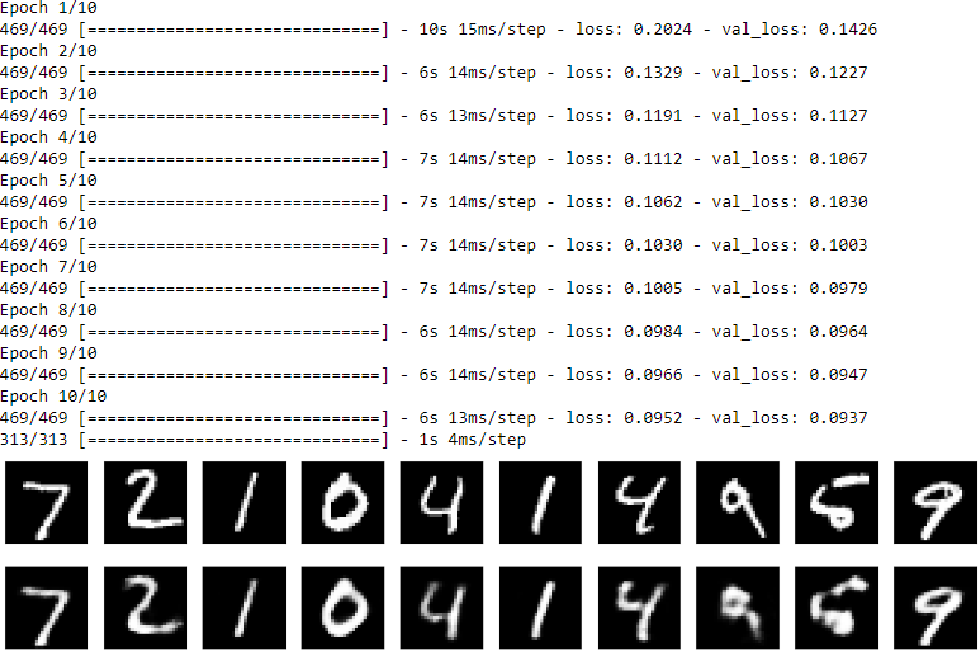 Epoch 1/10
469/469 [==============================] - 10s 15ms/step - loss: 0.2024 - val_loss: 0.1426
Epoch 2/10
469/469 [==============================] - 6s 14ms/step - loss: 0.1329 - val_loss: 0.1227
Epoch 3/10
469/469 [==============================] - 6s 13ms/step - loss: 0.1191 - val_loss: 0.1127
Epoch 4/10
469/469 [==============================] - 7s 14ms/step - loss: 0.1112 - val_loss: 0.1067
Epoch 5/10
469/469 [==============================] - 7s 14ms/step - loss: 0.1062 - val_loss: 0.1030
Epoch 6/10
469/469 [==============================] - 7s 14ms/step - loss: 0.1030 - val_loss: 0.1003
Epoch 7/10
469/469 [==============================] - 7s 14ms/step - loss: 0.1005 - val_loss: 0.0979
Epoch 8/10
469/469 [==============================] - 6s 14ms/step - loss: 0.0984 - val_loss: 0.0964
Epoch 9/10
469/469 [==============================] - 6s 14ms/step - loss: 0.0966 - val_loss: 0.0947
Epoch 10/10
469/469 [==============================] - 6s 13ms/step - loss: 0.0952 - val_loss: 0.0937
313/313 [==============================] - 1s 4ms/step
7 2 1 0 4 1 4 9 5 9
7 2 1 0 4 1 4 9 5 9